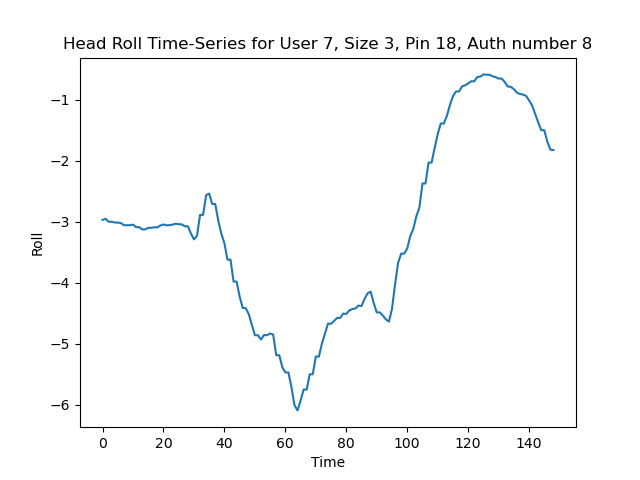 Head Roll Time-Series for User 7, Size 3, Pin 18, Auth number 8
−1
−2
−3
−4
−5
−6
Roll
0 20 40 60 80 100 120 140
Time